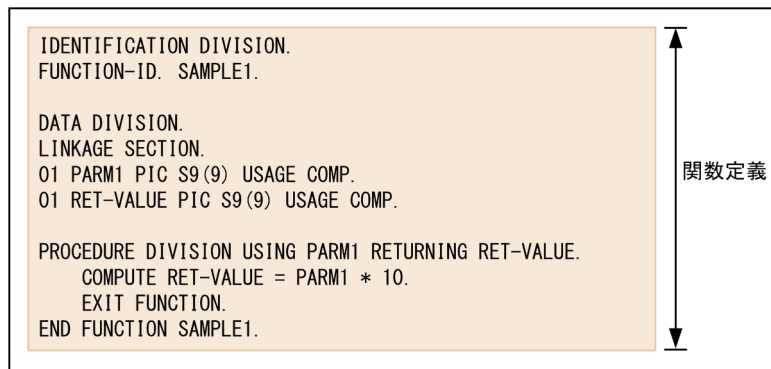 IDENTIFICATION DIVISION.
FUNCTION-ID. SAMPLE1.
DATA DIVISION.
LINKAGE SECTION.
01 PARM1 PIC S9(9) USAGE COMP.
01 RET-VALUE PIC S9(9) USAGE COMP.
PROCEDURE DIVISION USING PARM1 RETURNING RET-VALUE.
    COMPUTE RET-VALUE = PARM1 * 10.
    EXIT FUNCTION.
END FUNCTION SAMPLE1.
関数定義